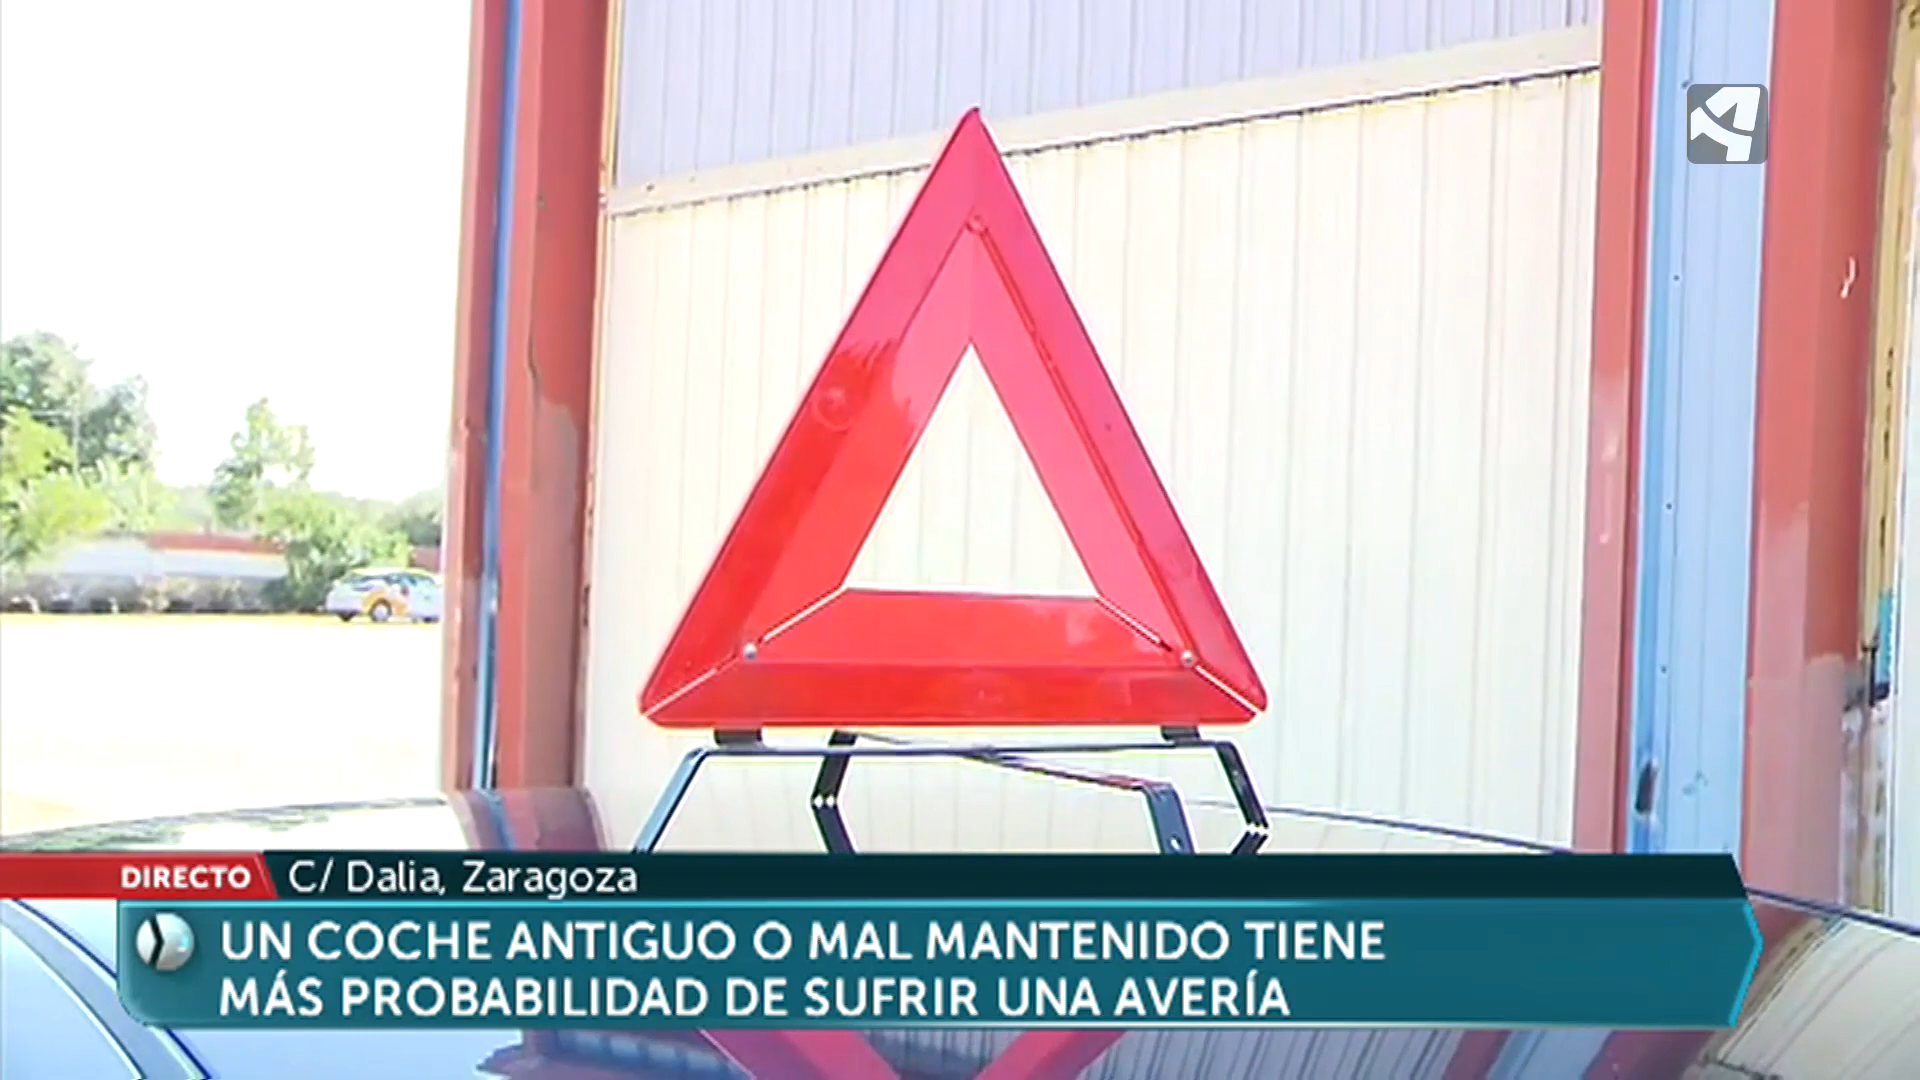 DIRECTO C/ Dalia, Zaragoza
UN COCHE ANTIGUO O MAL MANTENIDO TIENE
MÁS PROBABILIDAD DE SUFRIR UNA AVERÍA